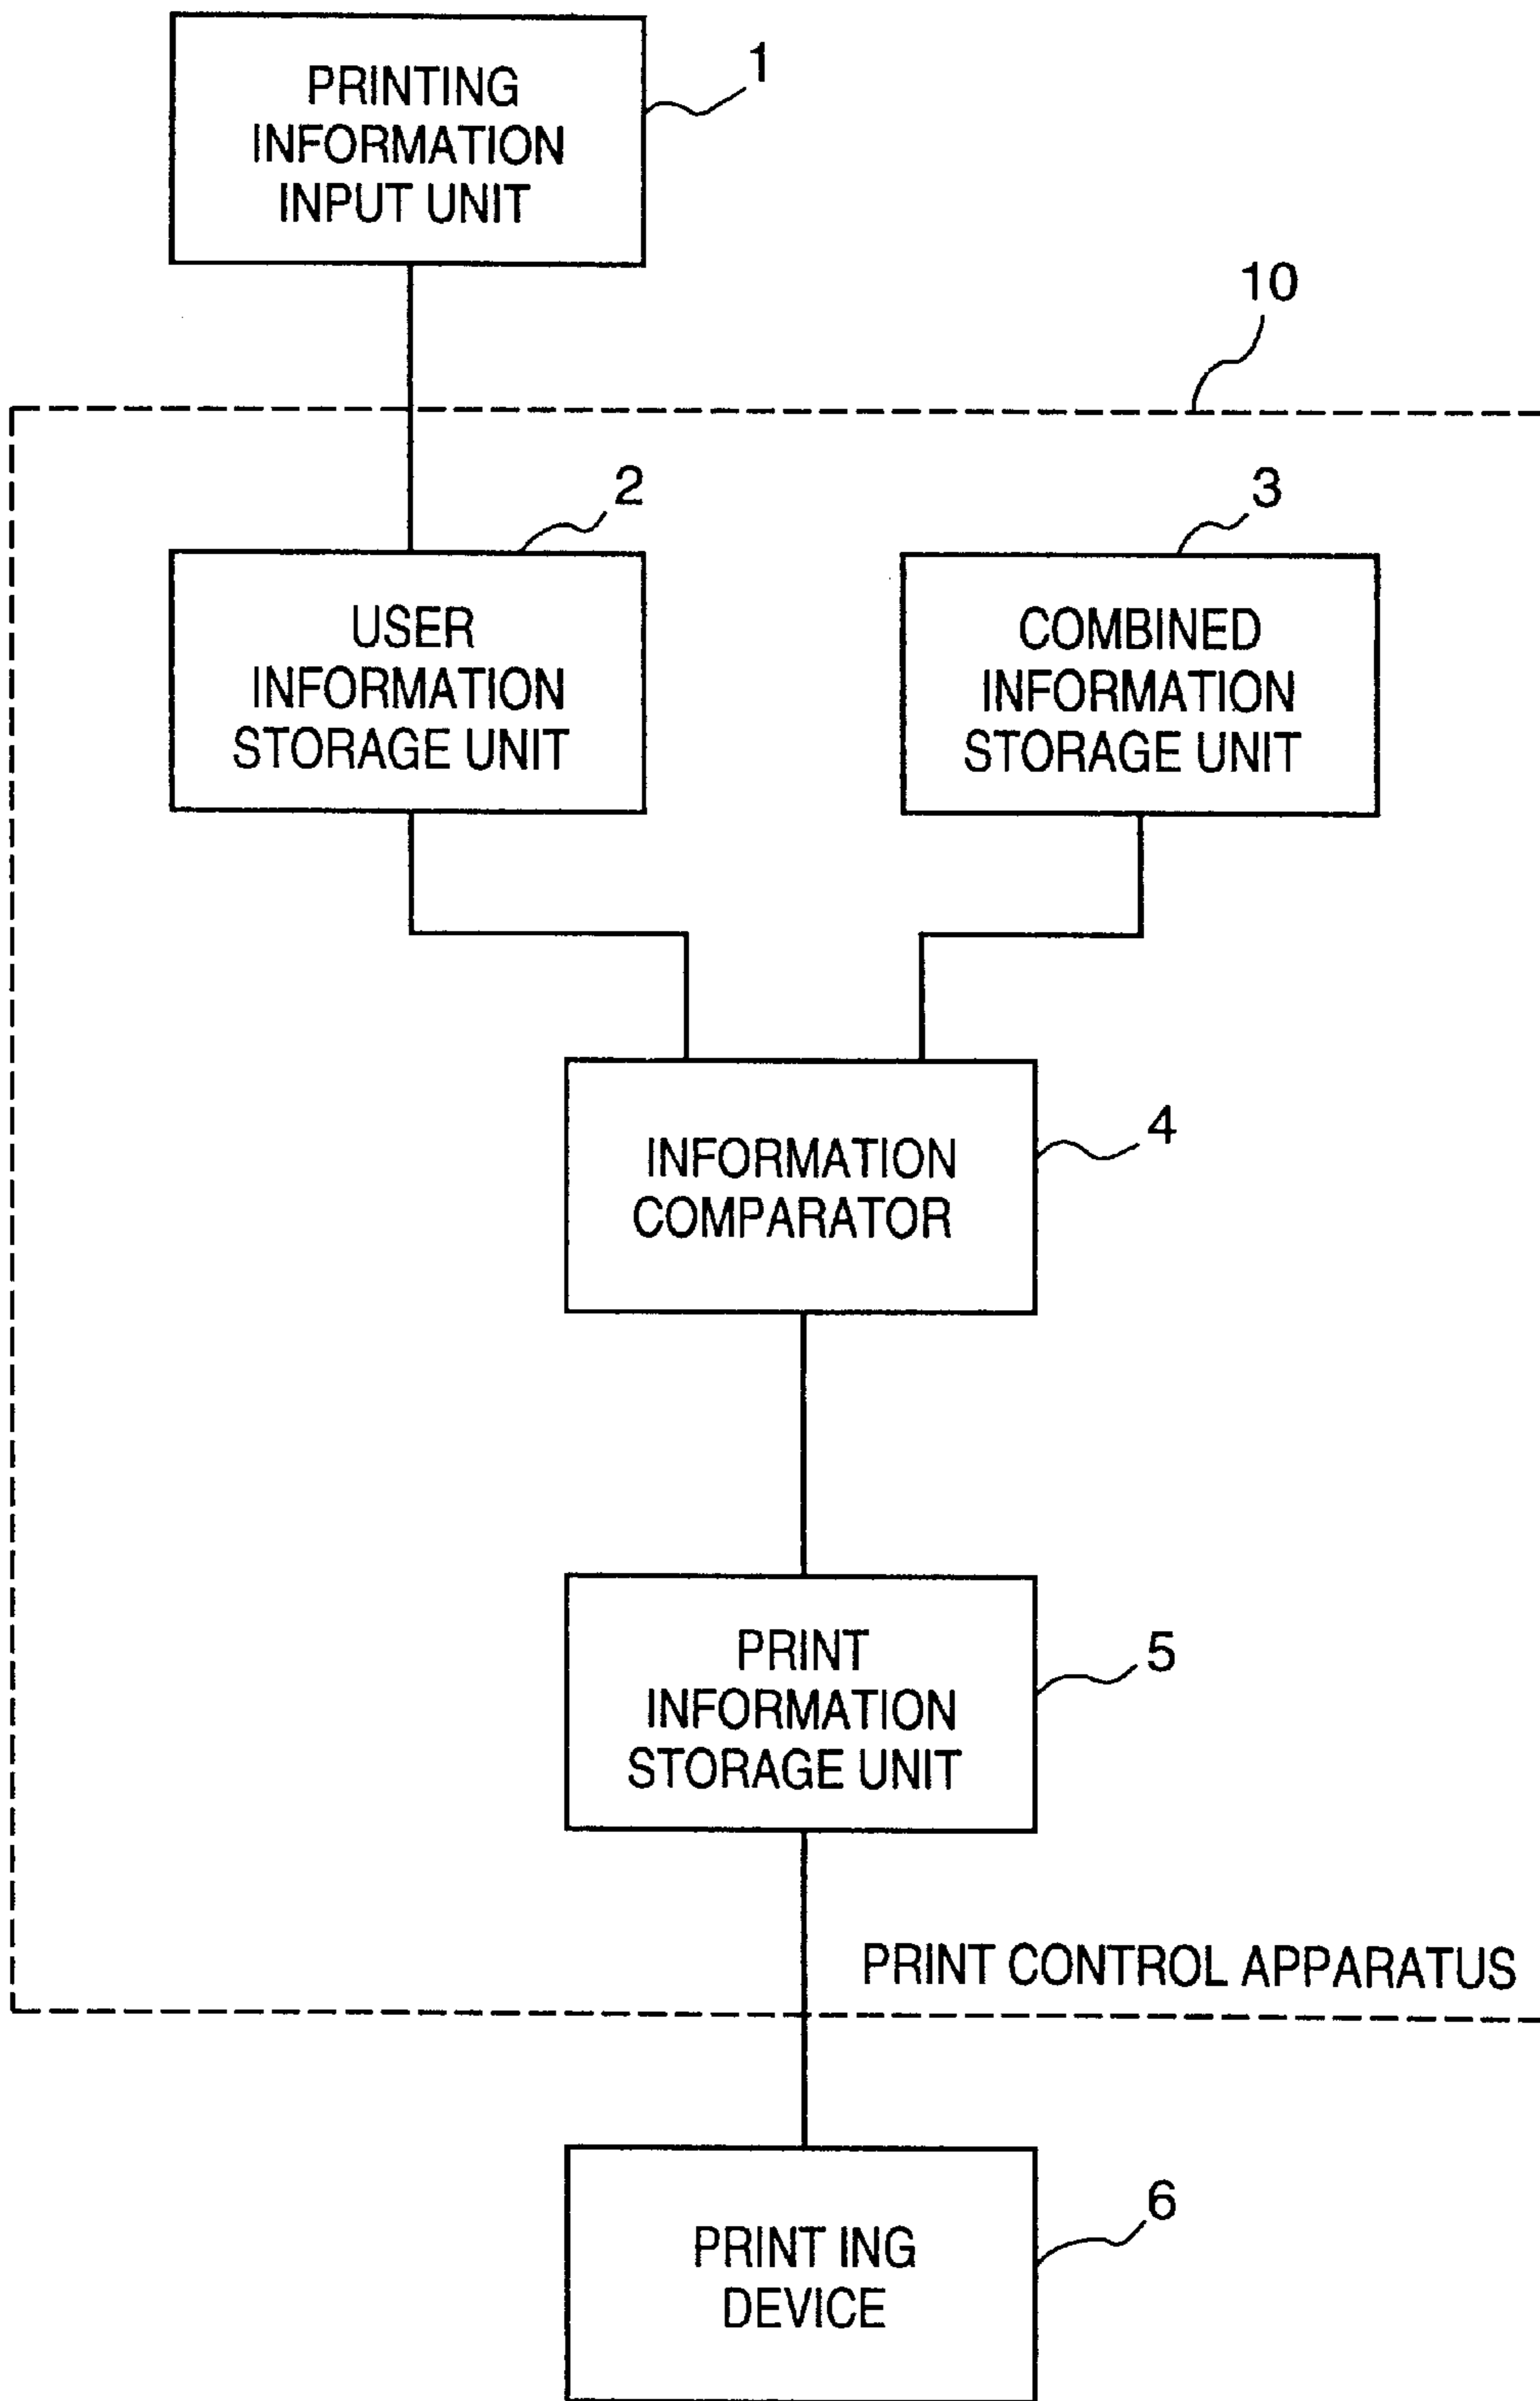 PRINTING
INFORMATION
INPUT UNIT
1
10
2
3
USER
INFORMATION
STORAGE UNIT
COMBINED
INFORMATION
STORAGE UNIT
4
INFORMATION
COMPARATOR
5
PRINT
INFORMATION
STORAGE UNIT
PRINT CONTROL APPARATUS
6
PRINT ING
DEVICE